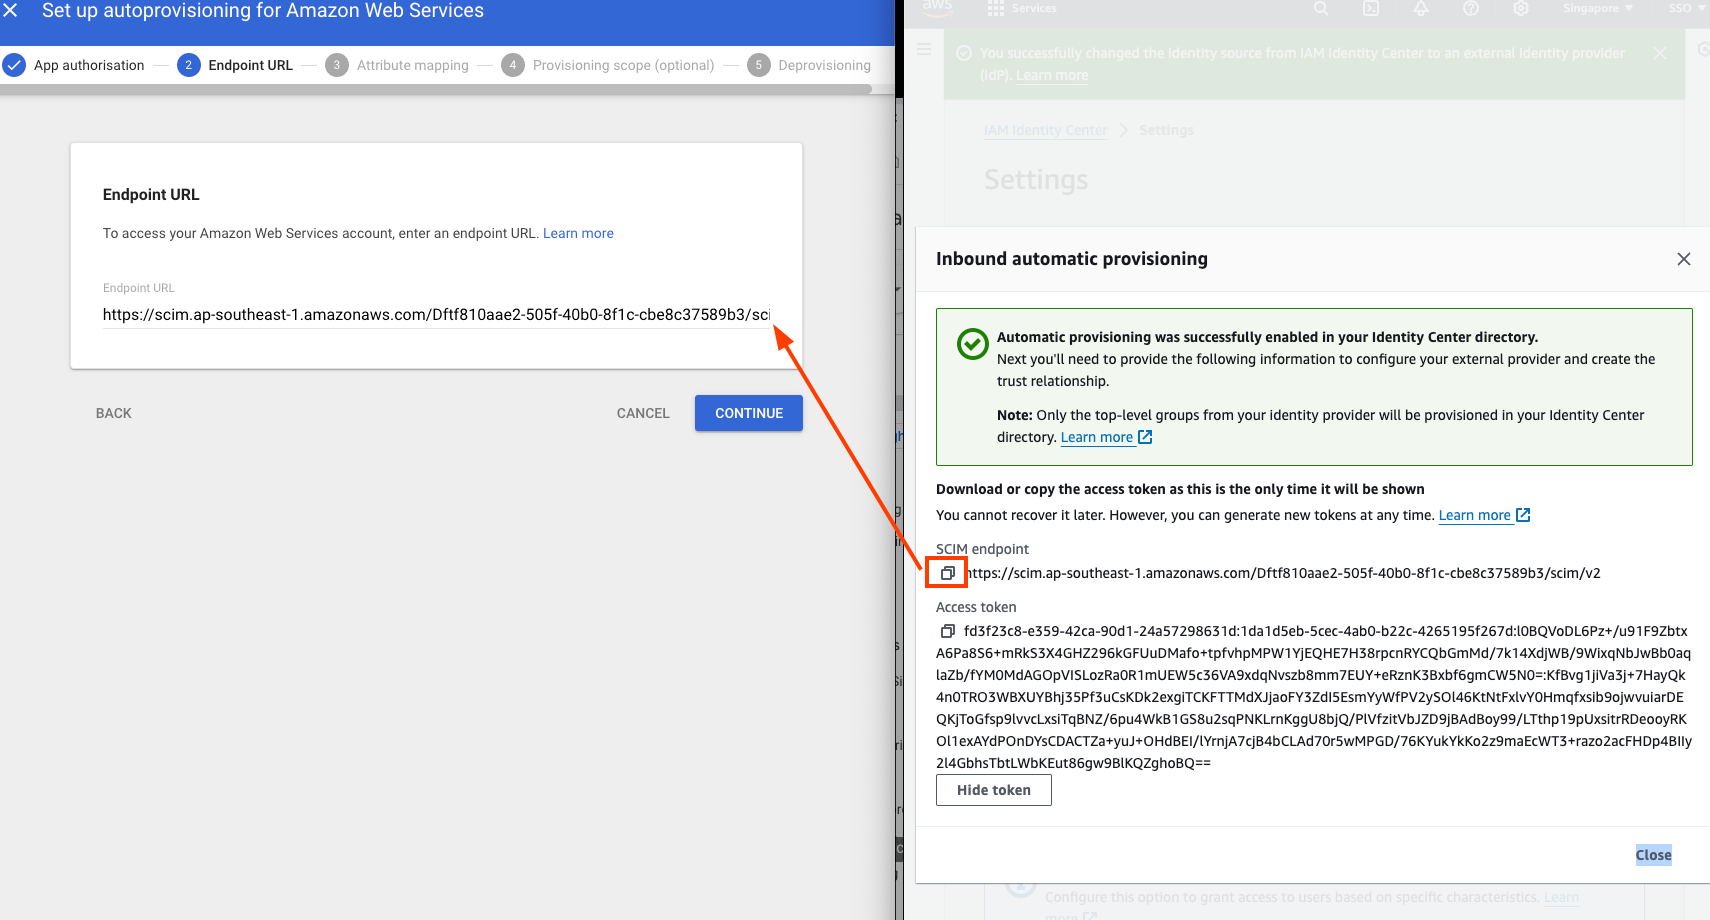 Set up autoprovisioning for Amazon Web Services
App authorisation
2 Endpoint URL
3 Attribute mapping
4 Provisioning scope (optional)
5 Deprovisioning
Endpoint URL
To access your Amazon Web Services account, enter an endpoint URL. Learn more
Endpoint URL
https://scim.ap-southeast-1.amazonaws.com/Dftf810aae2-505f-40b0-8f1c-cbe8c37589b3/sci
BACK
CANCEL
CONTINUE
aws
Services
Singapore
SSO
You successfully changed the identity source from IAM Identity Center to an external identity provider
(IdP). Learn more
IAM Identity Center
Settings
Settings
Inbound automatic provisioning
Automatic provisioning was successfully enabled in your Identity Center directory.
Next you'll need to provide the following information to configure your external provider and create the
trust relationship.
Note: Only the top-level groups from your identity provider will be provisioned in your Identity Center
directory. Learn more
Download or copy the access token as this is the only time it will be shown
You cannot recover it later. However, you can generate new tokens at any time. Learn more
SCIM endpoint
https://scim.ap-southeast-1.amazonaws.com/Dftf810aae2-505f-40b0-8f1c-cbe8c37589b3/scim/v2
Access token
fd3f23c8-e359-42ca-90d1-24a57298631d:1da1d5eb-5cec-4ab0-b22c-4265195f267d:l0BQVoDL6Pz+/u91F9Zbtx
A6Pa8S6+mRkS3X4GHZ296kGFUuDMafo+tpfvhpMPW1YjEQHE7H38rpcnRYCQbGmMd/7k14XdjWB/9WixqNbJwBb0aq
laZb/fYM0MdAGOpVISLozRa0R1mUEW5c36VA9xdqNvszb8mm7EUY+eRznK3Bxbf6gmCW5N0=:KfBvg1jiVa3j+7HayQk
4n0TRO3WBXUYBhj35Pf3uCsKDk2exgiTCKFTTMdXJjaoFY3ZdI5EsmYyWfPV2ySOl46KtNtFxlvY0Hmqfxsib9ojwvuiarDE
QKjToGfsp9lvvcLxsiTqBNZ/6pu4WkB1GS8u2sqPNKLrnKggU8bjQ/PlVfzitVbJZD9jBAdBoy99/LTthp19pUxsitrRDeooyRK
Ol1exAYdPOnDYsCDACTZa+yuJ+OHdBEI/lYrnjA7cjB4bCLAd70r5wMPGD/76KYukYkKo2z9maEcWT3+razo2acFHDp4BIIy
2l4GbhsTbtLWbKEut86gw9BlKQZghoBQ==
Hide token
Close
Configure this option to grant access to users based on specific characteristics. Learn
more